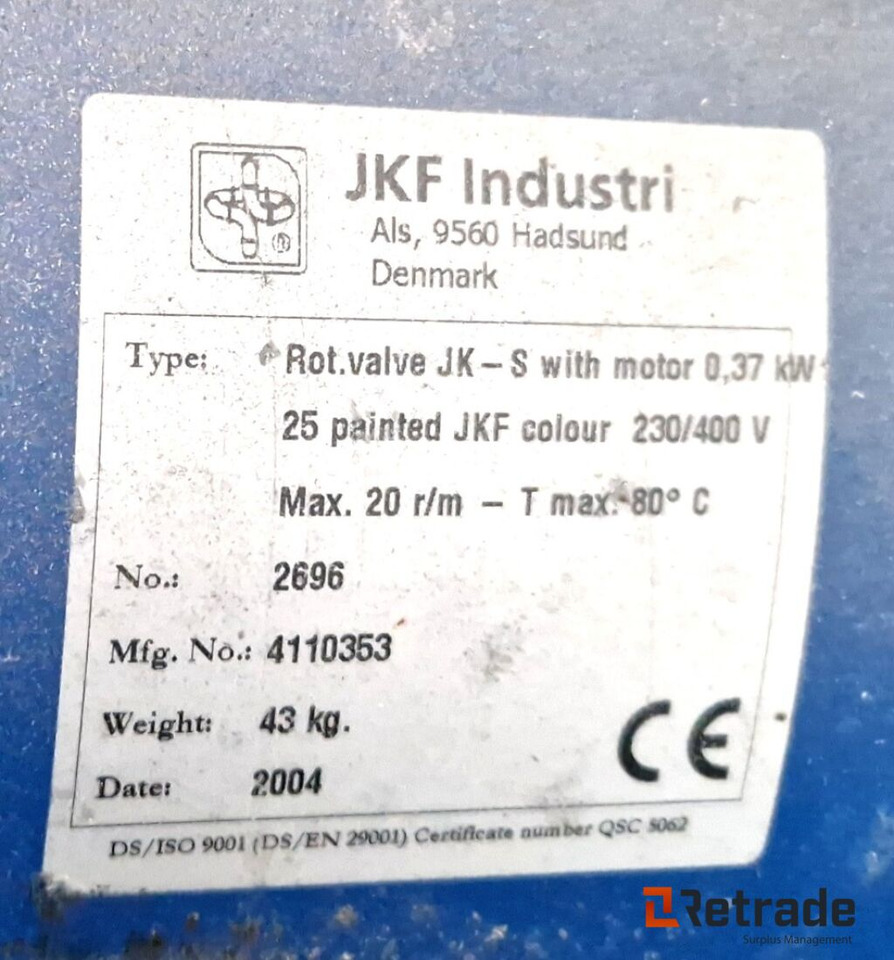 JKF Industri
Als, 9560 Hadsund
Denmark
®
Type: Rot.valve JK-S with motor 0,37 kW
25 painted JKF colour 230/400 V
Max. 20 r/m - T max. 80° C
No.: 2696
Mfg. No.: 4110353
Weight: 43 kg.
Date: 2004
CE
DS/ISO 9001 (DS/EN 29001) Certificate number QSC 5062
Retrade
Surplus Management